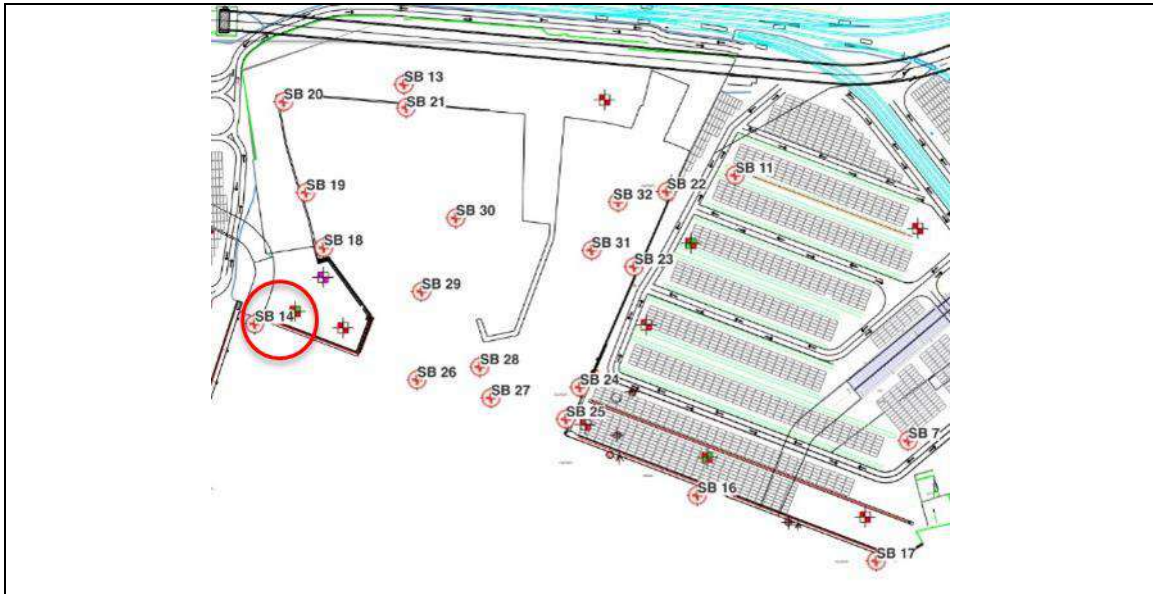 SB 13
SB 20
SB 21
SB 11
SB 22
SB 19
SB 32
SB 30
SB 18
SB 31
SB 23
SB 29
SB 14
SB 28
SB 26
SB 24
SB 27
SB 25
SB 7
SB 16
SB 17